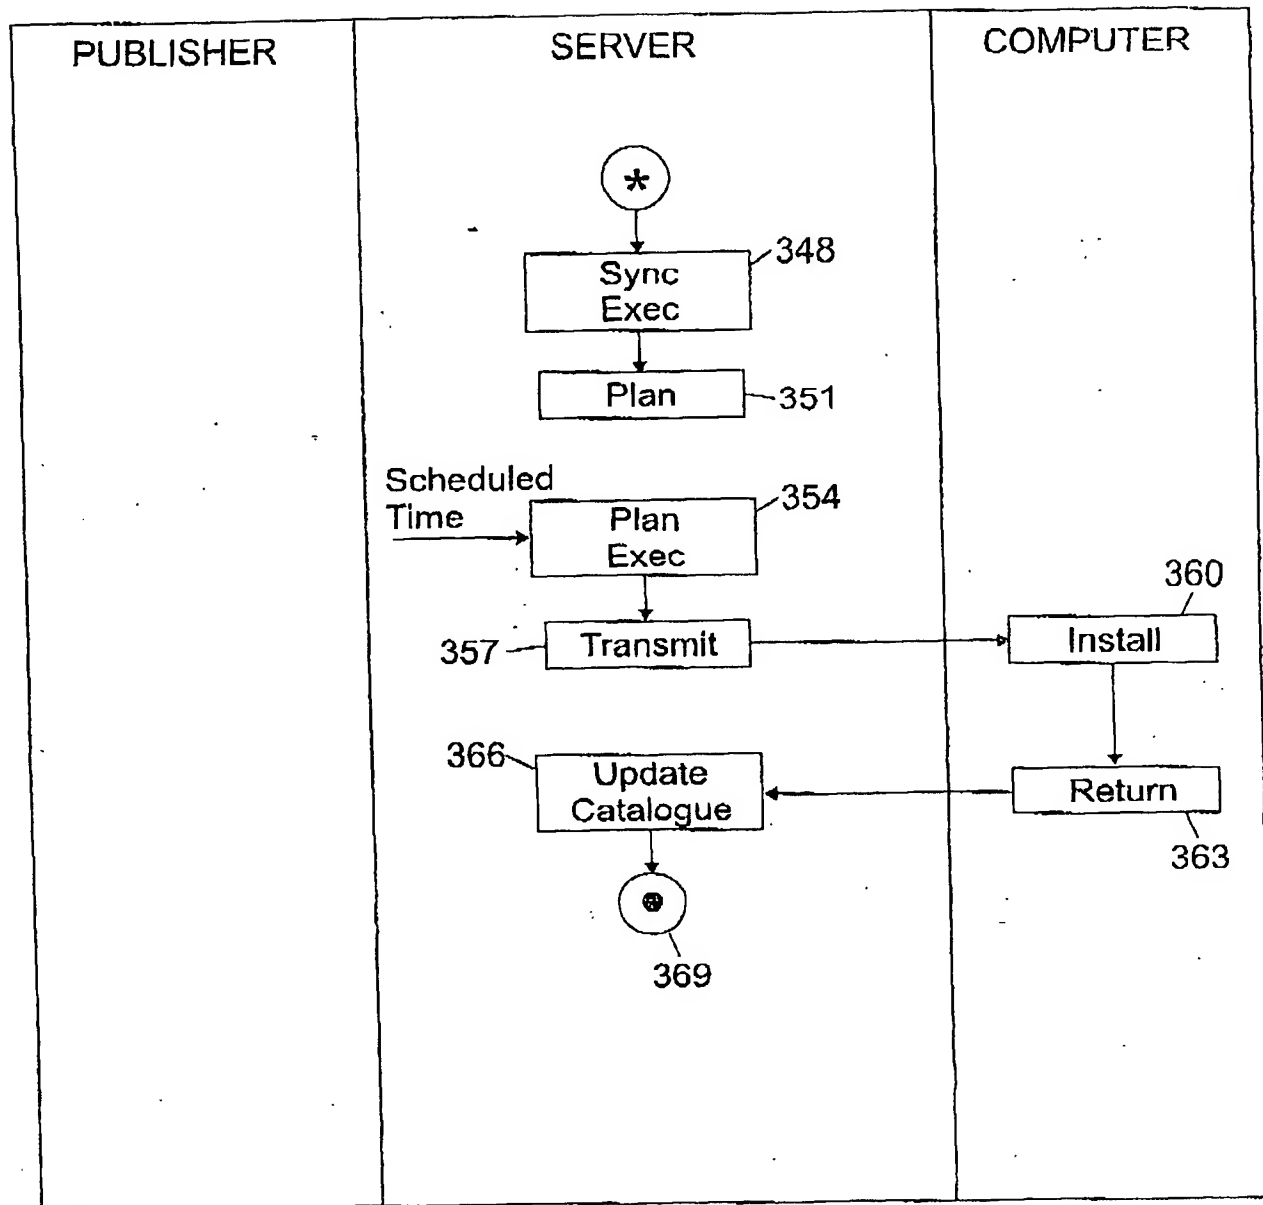 PUBLISHER
SERVER
COMPUTER
*
348
Sync
Exec
Plan
351
Scheduled
Time
354
Plan
Exec
360
357
Transmit
Install
366
Update
Catalogue
Return
363
369